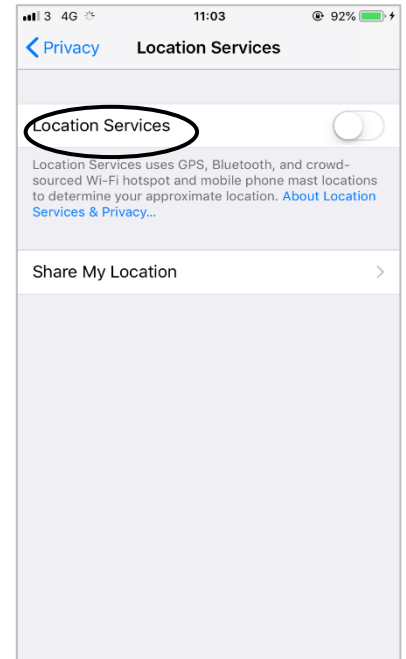 3 4G 11:03 92%
Privacy Location Services
Location Services
Location Services uses GPS, Bluetooth, and crowd-
sourced Wi-Fi hotspot and mobile phone mast locations
to determine your approximate location. About Location
Services & Privacy...
Share My Location